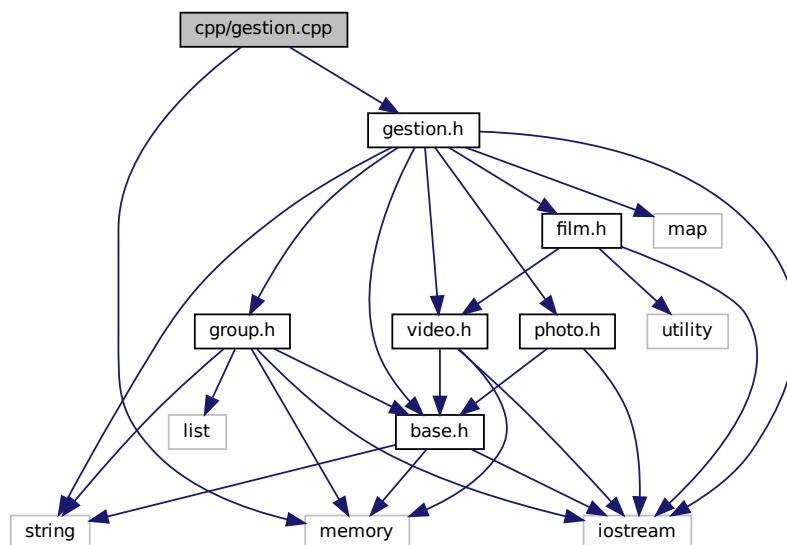 cpp/gestion.cpp
gestion.h
film.h
map
group.h
video.h
photo.h
utility
list
base.h
string
memory
iostream